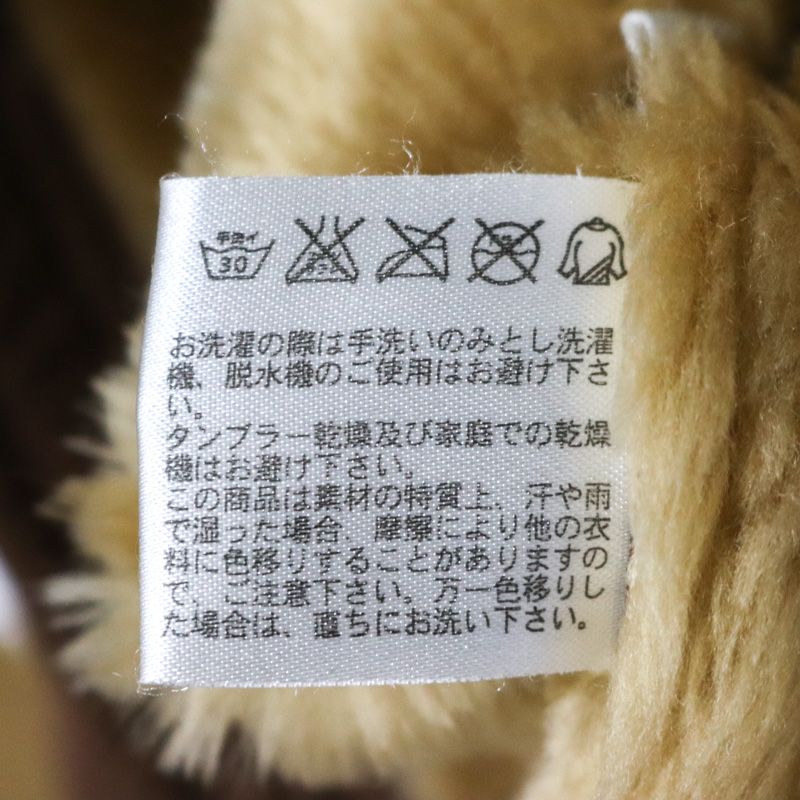 手洗イ
30
お洗濯の際は手洗いのみとし洗濯
機、脱水機のご使用はお避け下さ
い。
タンブラー乾燥及び家庭での乾燥
機はお避け下さい。
この商品は素材の特質上、汗や雨
で湿った場合、摩擦により他の衣
料に色移りすることがありますの
で、ご注意下さい。万一色移りし
た場合は、直ちにお洗い下さい。